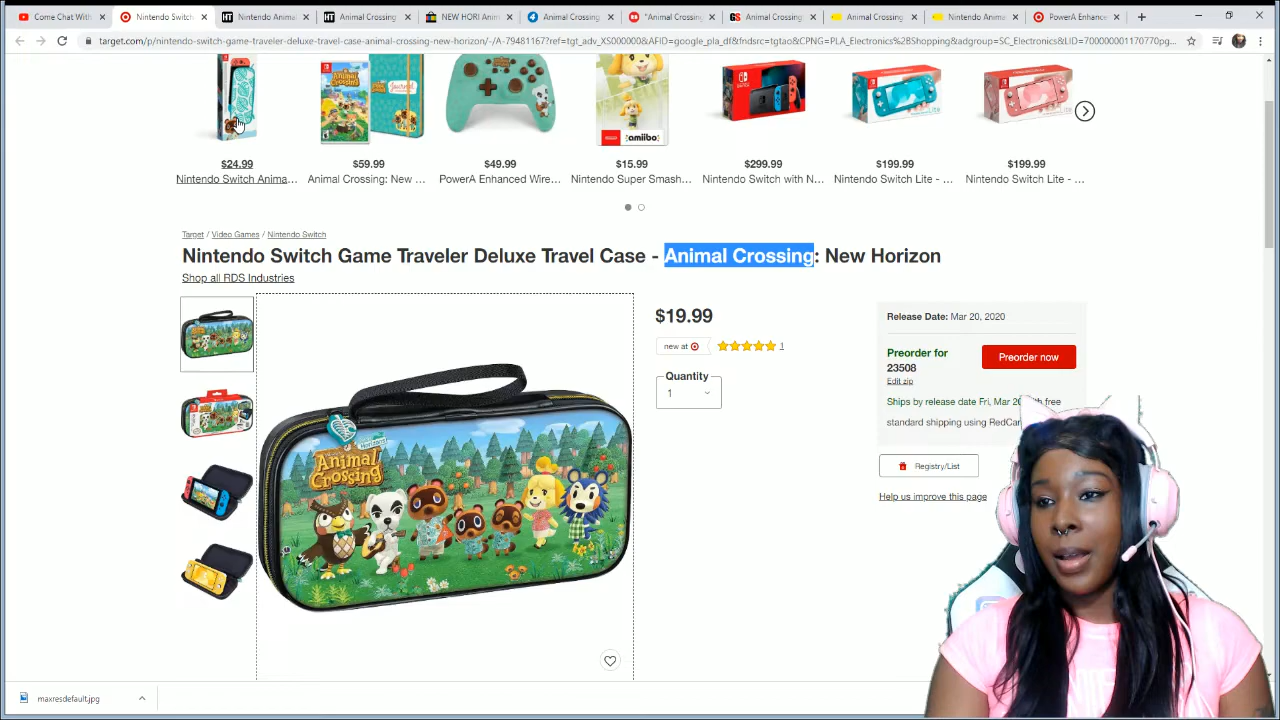 Come Chat With
Nintendo Switch
Nintendo Animal
Animal Crossing
NEW HORI Anim
Animal Crossing
"Animal Crossing
Animal Crossing
Animal Crossing
Nintendo Anima
PowerA Enhance
target.com/p/nintendo-switch-game-traveler-deluxe-travel-case-animal-crossing-new-horizon/-/A-79481167?ref=tgt_adv_XS000000&AFID=google_pla_df&fndsrc=tgtao&CPNG=PLA_Electronics%2BShopping&adgroup=SC_Electronics&LID=700000001170770pg...
amiibo
$24.99
$59.99
$49.99
$15.99
$299.99
$199.99
$199.99
Nintendo Switch Anima...
Animal Crossing: New ...
PowerA Enhanced Wire...
Nintendo Super Smash...
Nintendo Switch with N...
Nintendo Switch Lite - ...
Nintendo Switch Lite - ...
Target / Video Games / Nintendo Switch
Nintendo Switch Game Traveler Deluxe Travel Case - Animal Crossing: New Horizon
Shop all RDS Industries
$19.99
new at
1
Quantity
1
Release Date: Mar 20, 2020
Preorder for
23508
Edit zip
Preorder now
Ships by release date Fri, Mar
free
standard shipping using RedCar
Registry/List
Help us improve this page
Animal
Crossing
maxresdefault.jpg